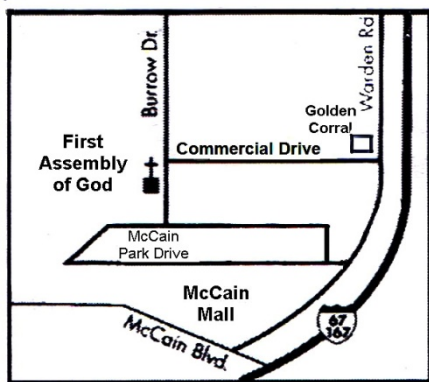 Burrow Dr.
Warden Rd
Golden
Corral
First
Assembly
of God
Commercial Drive
McCain
Park Drive
McCain
Mall
McCain Blvd.
67
167